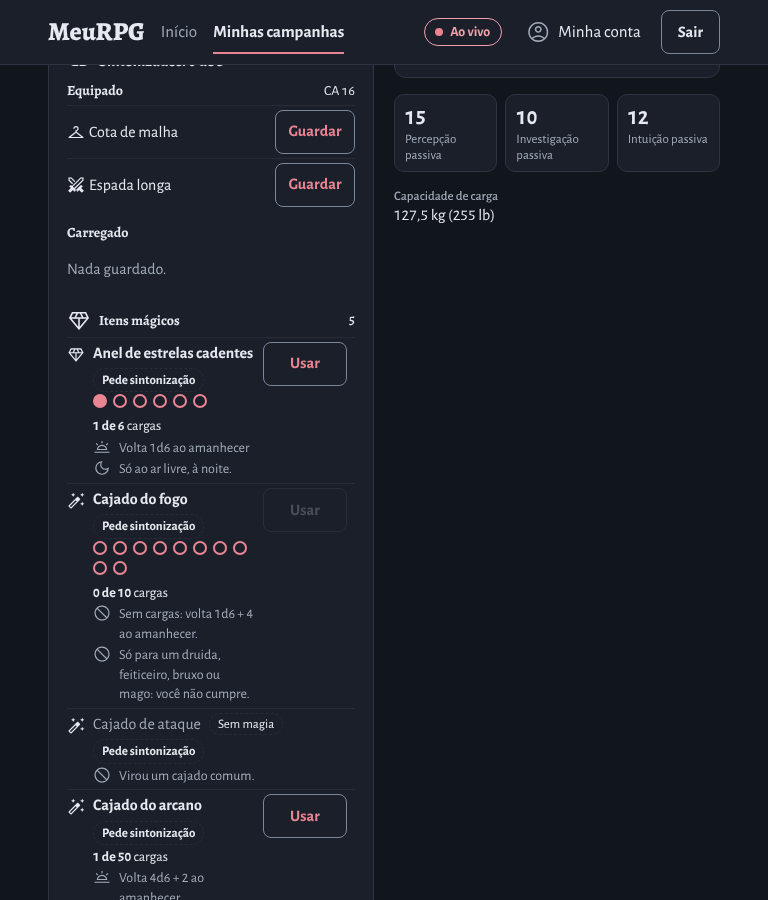 MeuRPG
Início
Minhas campanhas
Ao vivo
Minha conta
Sair
Equipado
CA 16
Cota de malha
Guardar
Espada longa
Guardar
Carregado
Nada guardado.
Itens mágicos
5
Anel de estrelas cadentes
Usar
Pede sintonização
1 de 6 cargas
Volta 1d6 ao amanhecer
Só ao ar livre, à noite.
Cajado do fogo
Usar
Pede sintonização
0 de 10 cargas
Sem cargas: volta 1d6 + 4
ao amanhecer.
Só para um druida,
feiticeiro, bruxo ou
mago: você não cumpre.
Cajado de ataque
Sem magia
Pede sintonização
Virou um cajado comum.
Cajado do arcano
Usar
Pede sintonização
1 de 50 cargas
Volta 4d6 + 2 ao
amanhecer
15
Percepção
passiva
10
Investigação
passiva
12
Intuição passiva
Capacidade de carga
127,5 kg (255 lb)